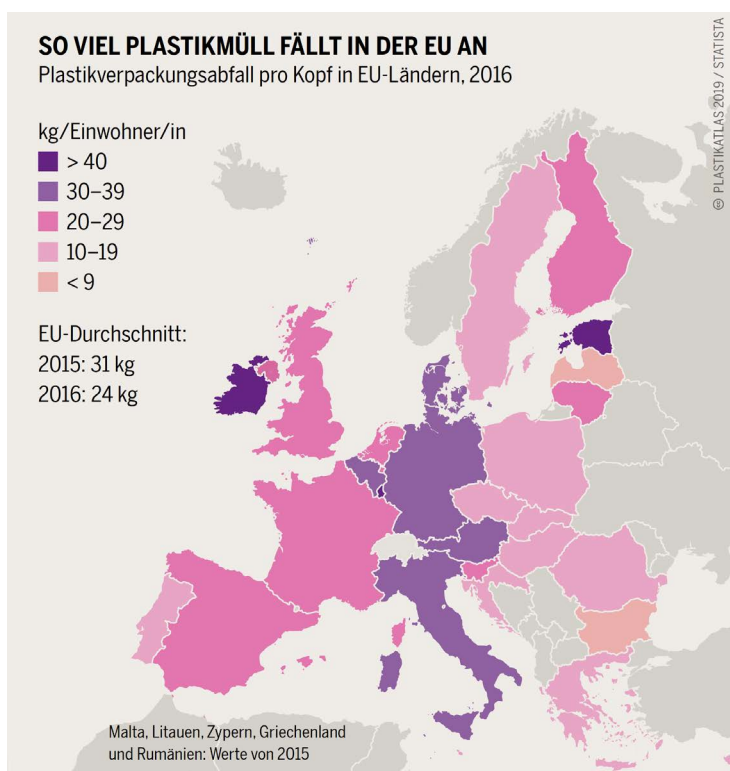 SO VIEL PLASTIKMÜLL FÄLLT IN DER EU AN
Plastikverpackungsabfall pro Kopf in EU-Ländern, 2016
kg/Einwohner/in
> 40
30–39
20–29
10–19
< 9
EU-Durchschnitt:
2015: 31 kg
2016: 24 kg
Malta, Litauen, Zypern, Griechenland
und Rumänien: Werte von 2015
PLASTIKATLAS 2019 / STATISTA